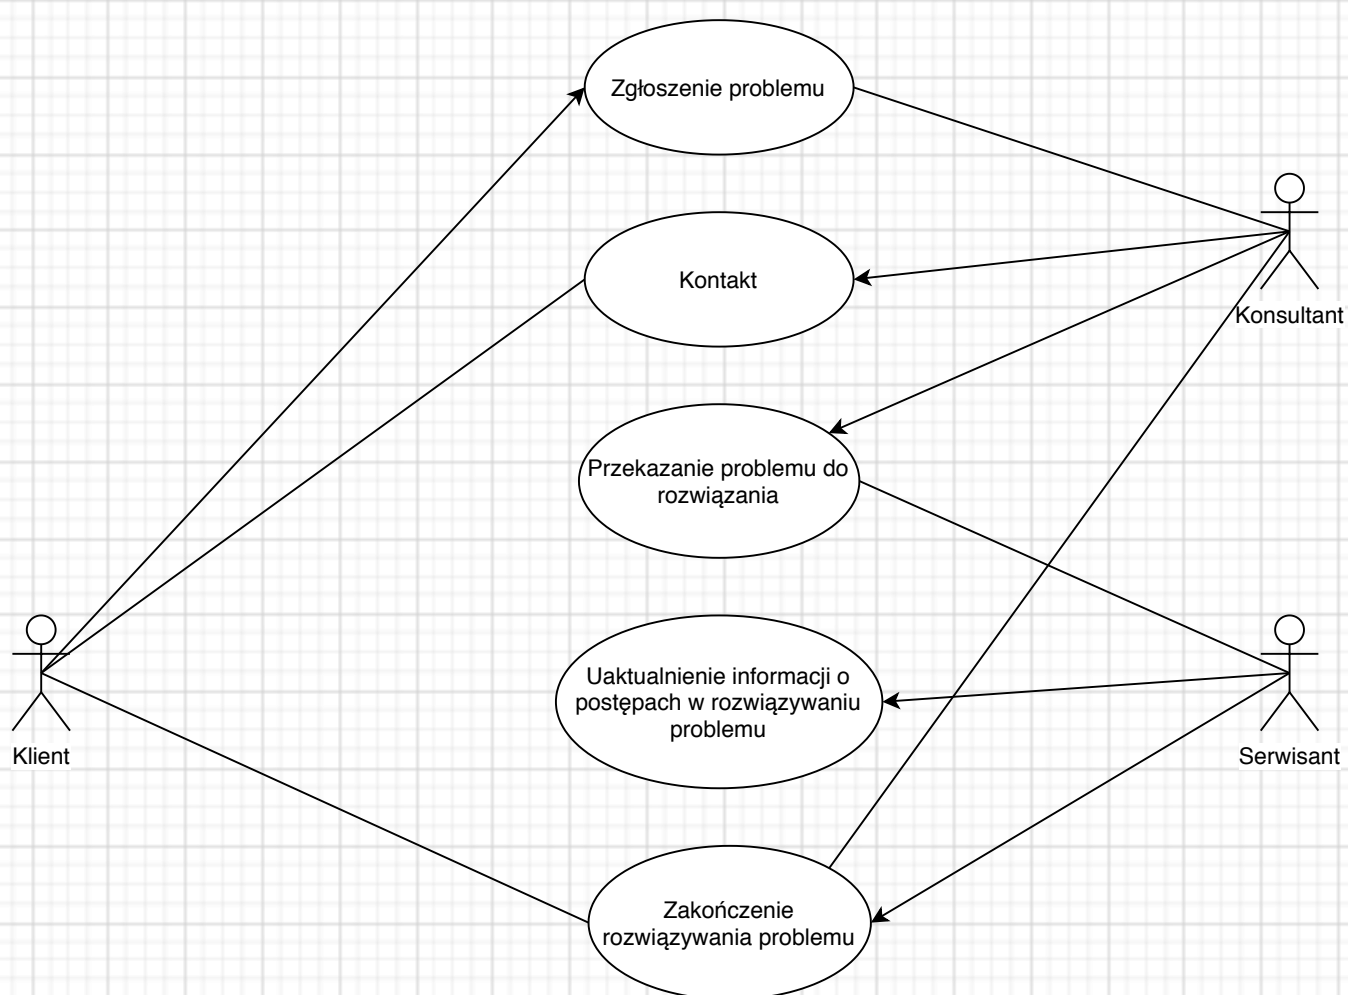 Zgłoszenie problemu
Kontakt
Konsultant
Przekazanie problemu do
rozwiązania
Uaktualnienie informacji o
postępach w rozwiązywaniu
problemu
Klient
Serwisant
Zakończenie
rozwiązywania problemu